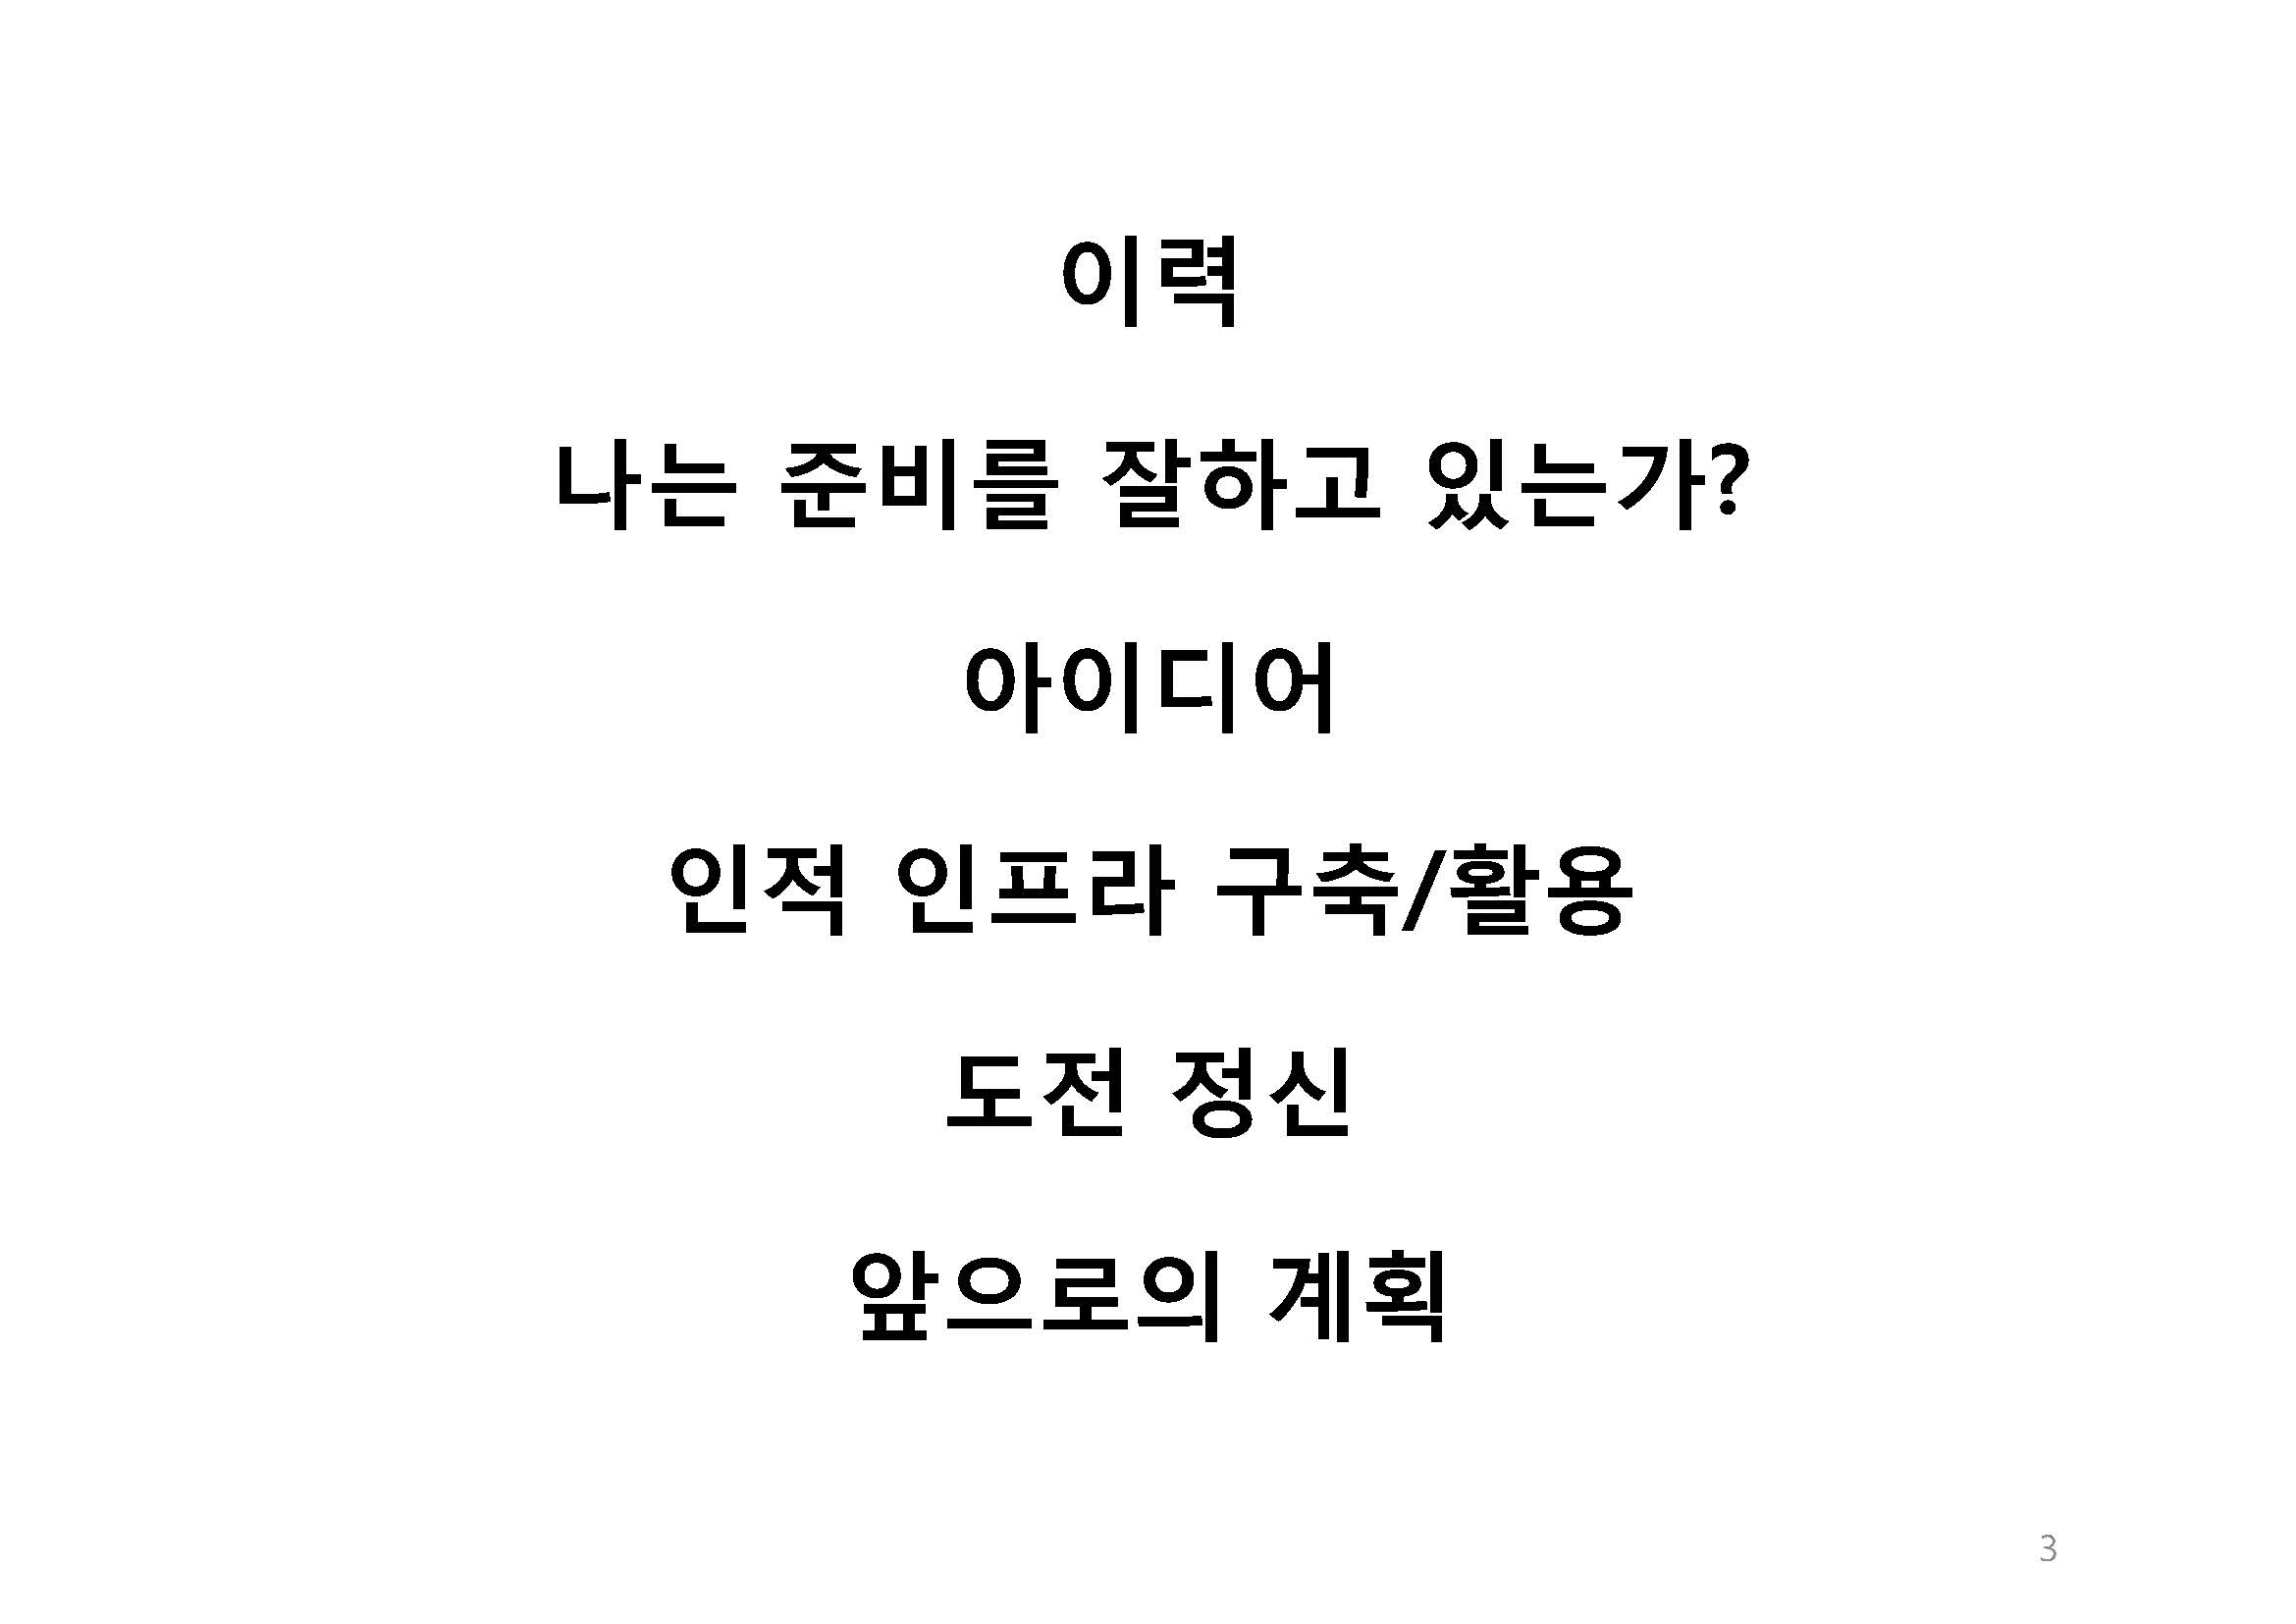 이력
나는 준비를 잘하고 있는가?
아이디어
인적 인프라 구축/활용
도전 정신
앞으로의 계획
3